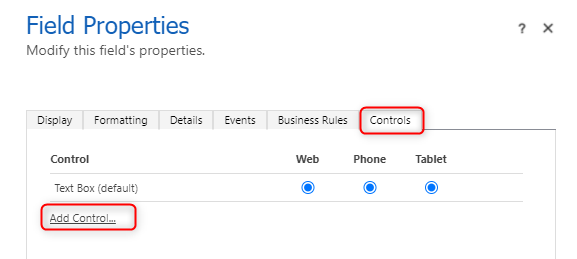 Field Properties
? ×
Modify this field's properties.
Display Formatting Details Events Business Rules Controls
Control Web Phone Tablet
Text Box (default)
Add Control...